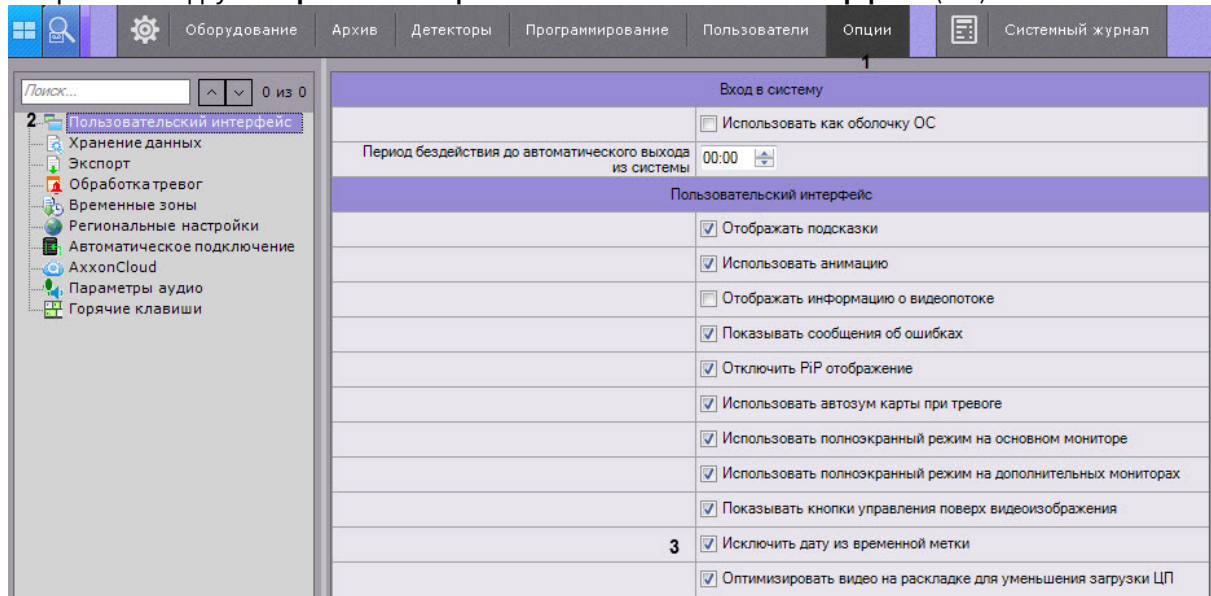 Оборудование Архив Детекторы Программирование Пользователи Опции Системный журнал
1
Поиск... 0 из 0
2 Пользовательский интерфейс
Хранение данных
Экспорт
Обработка тревог
Временные зоны
Региональные настройки
Автоматическое подключение
AxxonCloud
Параметры аудио
Горячие клавиши
Вход в систему
Использовать как оболочку ОС
Период бездействия до автоматического выхода
из системы
00:00
Пользовательский интерфейс
Отображать подсказки
Использовать анимацию
Отображать информацию о видеопотоке
Показывать сообщения об ошибках
Отключить PiP отображение
Использовать автозум карты при тревоге
Использовать полноэкранный режим на основном мониторе
Использовать полноэкранный режим на дополнительных мониторах
Показывать кнопки управления поверх видеоизображения
3 Исключить дату из временной метки
Оптимизировать видео на раскладке для уменьшения загрузки ЦП